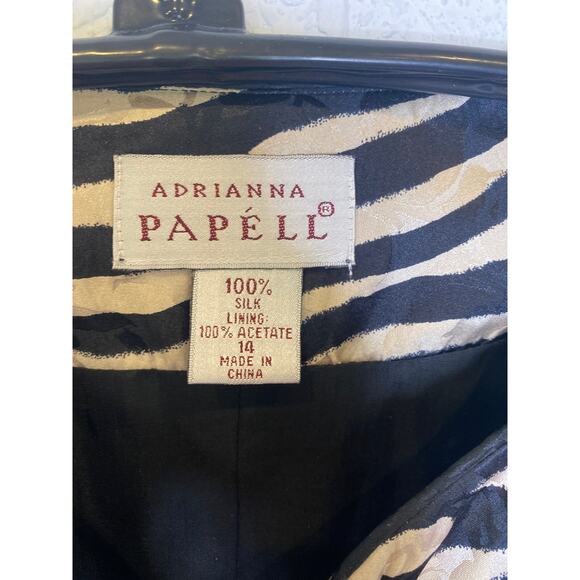 ADRIANNA
PAPÉLL®
100%
SILK
LINING:
100% ACETATE
14
MADE IN
CHINA